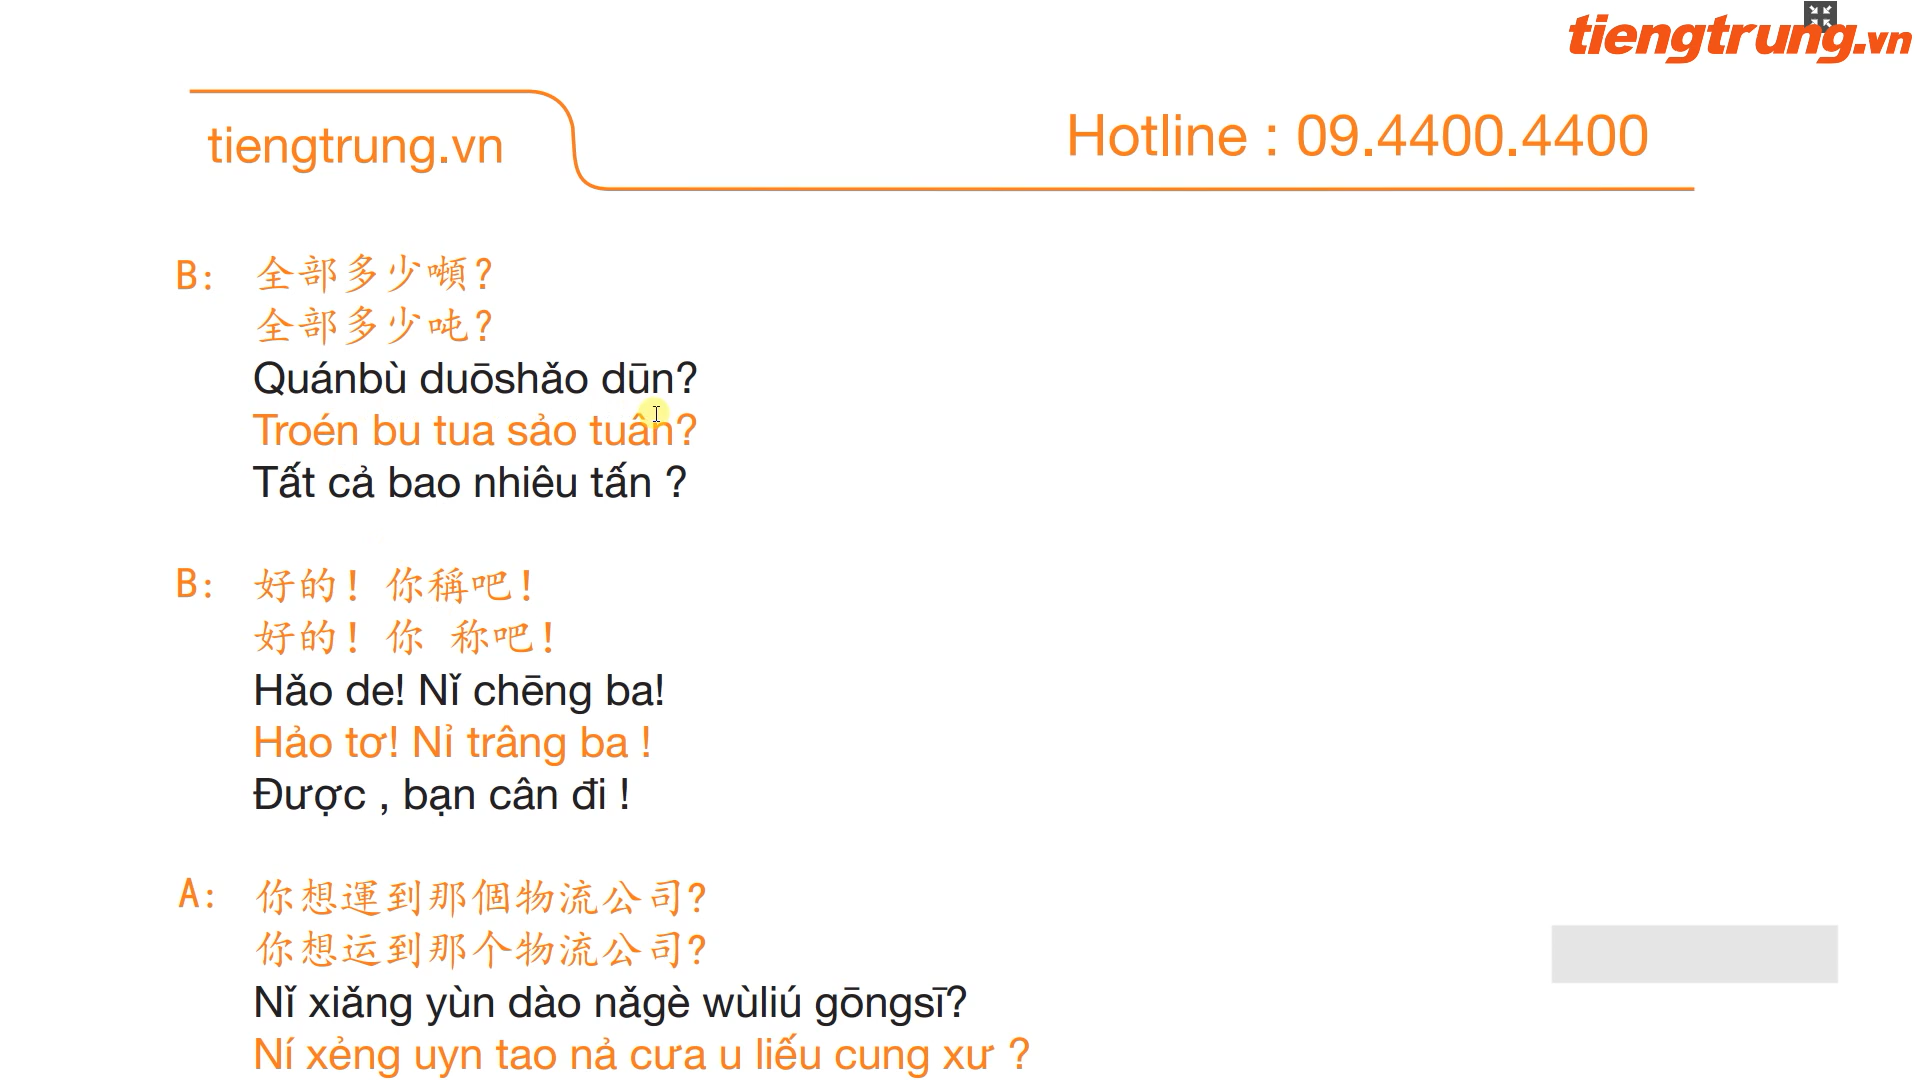 tiengtrung.vn
tiengtrung.vn
Hotline : 09.4400.4400
B: 全部多少噸?
全部多少吨?
Quánbù duōshǎo dūn?
Troén bu tua sảo tuân?
Tất cả bao nhiêu tấn ?
B: 好的! 你稱吧!
好的! 你 称吧!
Hǎo de! Nǐ chēng ba!
Hảo tơ! Nỉ trâng ba !
Được , bạn cân đi !
A: 你想運到那個物流公司?
你想运到那个物流公司?
Nǐ xiǎng yùn dào nǎgè wùliú gōngsī?
Ní xẻng uyn tao nả cưa u liếu cung xư ?